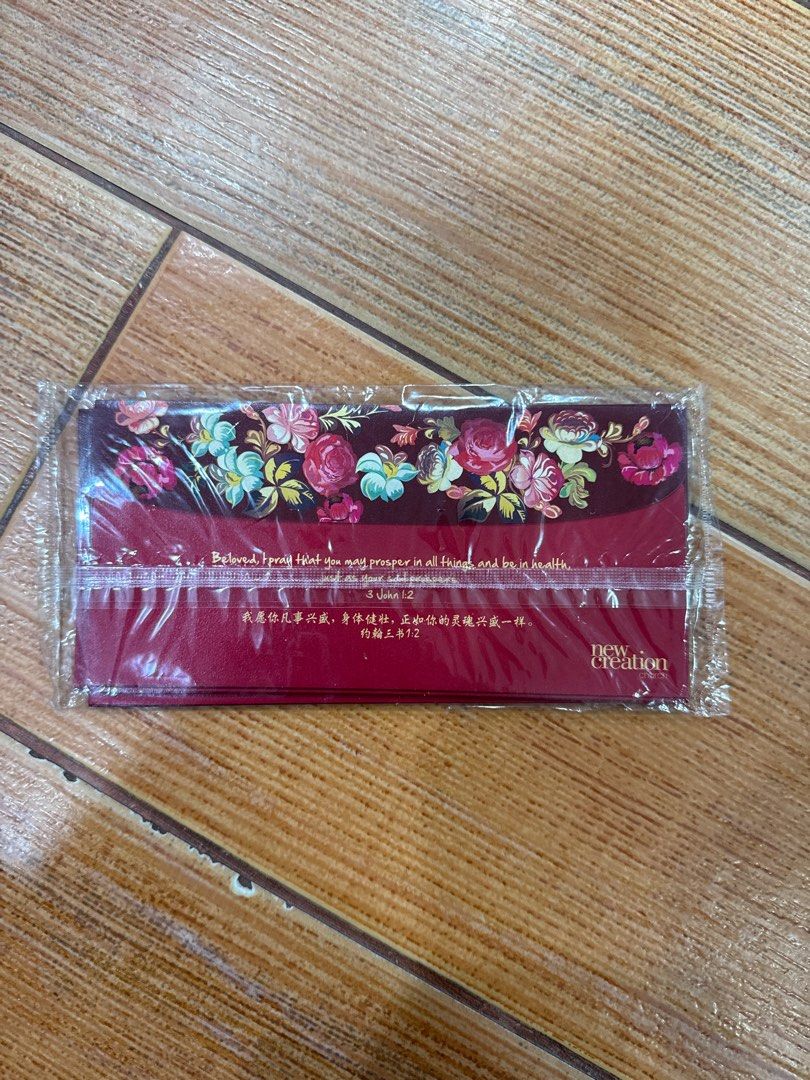 Beloved, I pray that you may prosper in all things and be in health,
just as your soul prospers.
3 John 1:2
我愿你凡事兴盛，身体健壮，正如你的灵魂兴盛一样。
约翰三书1:2
new
creation
church